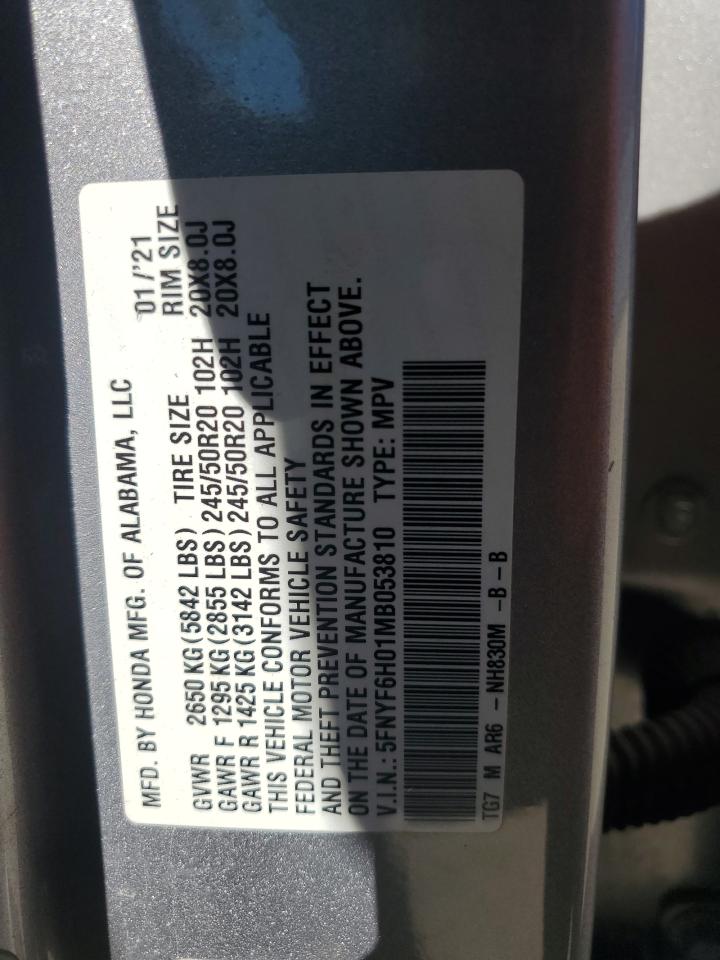 MFD. BY HONDA MFG. OF ALABAMA, LLC 01/'21
GVWR 2650 KG(5842 LBS) TIRE SIZE RIM SIZE
GAWR F 1295 KG(2855 LBS)245/50R20 102H 20X8.0J
GAWR R 1425 KG(3142 LBS)245/50R20 102H 20X8.0J
THIS VEHICLE CONFORMS TO ALL APPLICABLE
FEDERAL MOTOR VEHICLE SAFETY
AND THEFT PREVENTION STANDARDS IN EFFECT
ON THE DATE OF MANUFACTURE SHOWN ABOVE.
V.I.N.: 5FNYF6H01MB053810 TYPE: MPV
TG7 M AR6 - NH830M -B - B